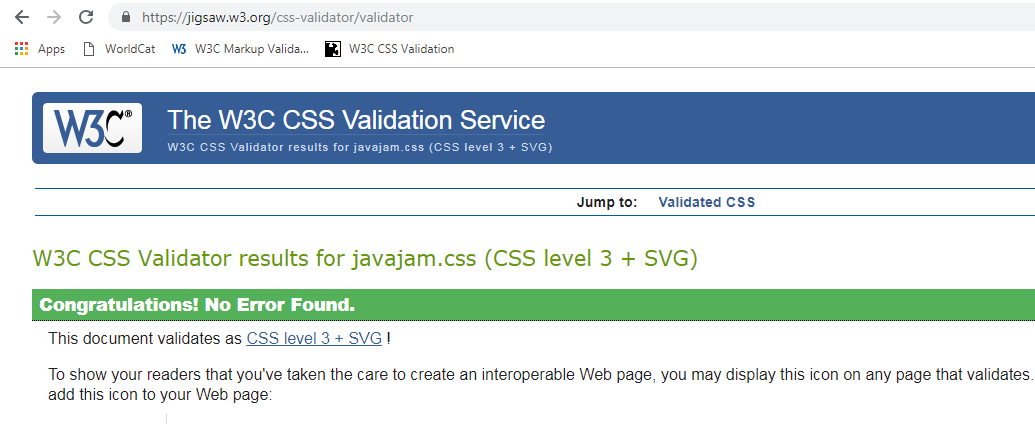 https://jigsaw.w3.org/css-validator/validator
Apps WorldCat W3 W3C Markup Valida... W3C CSS Validation
W3C® The W3C CSS Validation Service
W3C CSS Validator results for javajam.css (CSS level 3 + SVG)
Jump to: Validated CSS
W3C CSS Validator results for javajam.css (CSS level 3 + SVG)
Congratulations! No Error Found.
This document validates as CSS level 3 + SVG !
To show your readers that you've taken the care to create an interoperable Web page, you may display this icon on any page that validates.
add this icon to your Web page: